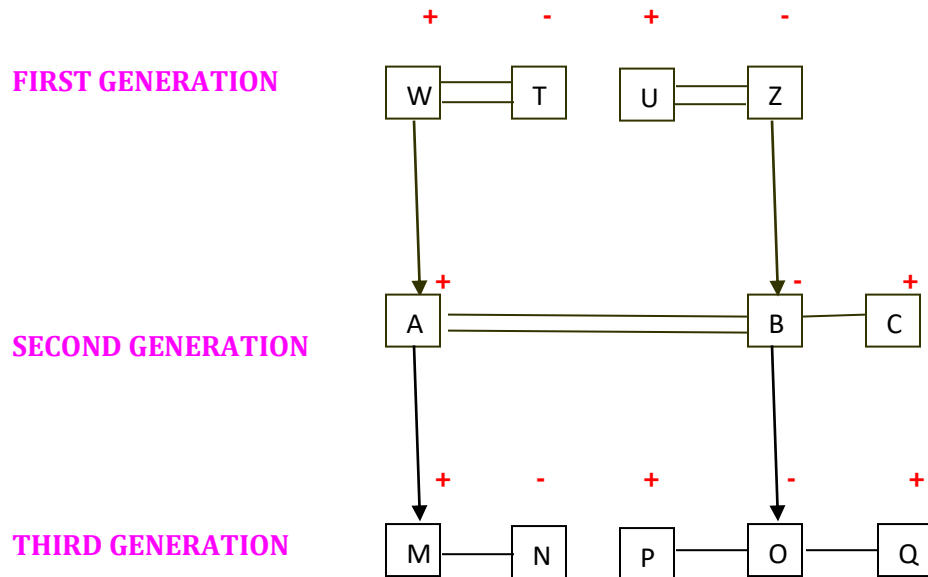 + - + -
FIRST GENERATION W T U Z
+ - +
SECOND GENERATION A B C
+ - + - +
THIRD GENERATION M N P O Q